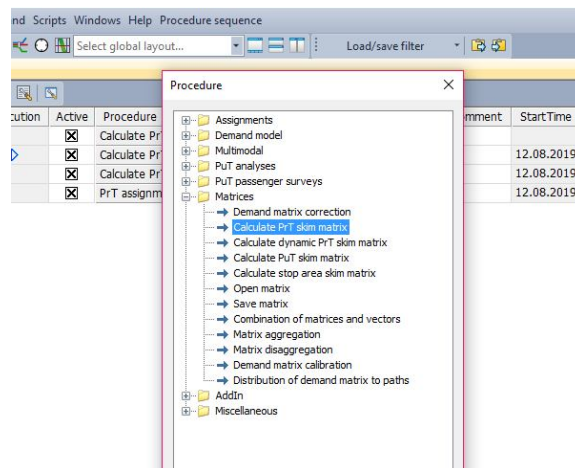 nd Scripts Windows Help Procedure sequence
Select global layout... Load/save filter
Procedure
cution Active Procedure mment StartTime
Calculate Pr
Calculate Pr 12.08.2019
Calculate Pr 12.08.2019
PrT assignm 12.08.2019
Assignments
Demand model
Multimodal
PuT analyses
PuT passenger surveys
Matrices
Demand matrix correction
Calculate PrT skim matrix
Calculate dynamic PrT skim matrix
Calculate PuT skim matrix
Calculate stop area skim matrix
Open matrix
Save matrix
Combination of matrices and vectors
Matrix aggregation
Matrix disaggregation
Demand matrix calibration
Distribution of demand matrix to paths
AddIn
Miscellaneous